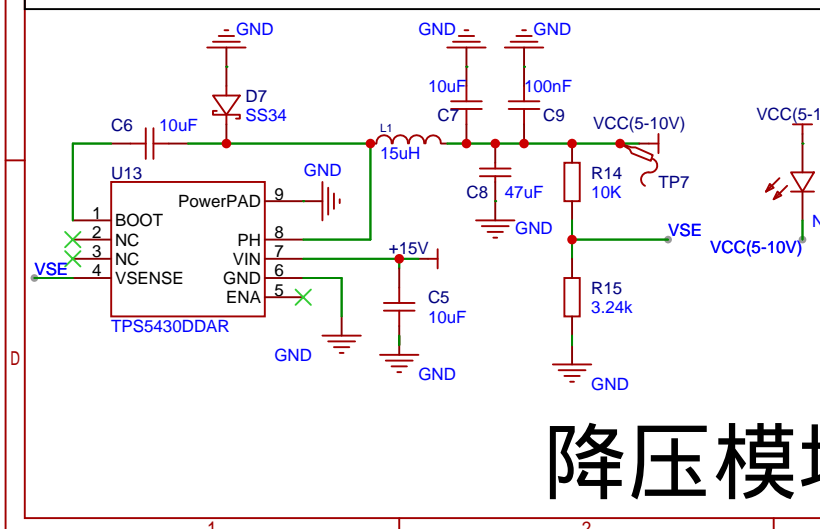 GND
GND
GND
10uF
100nF
D7
SS34
C7
C9
C6
10uF
L1
15uH
VCC(5-10V)
VCC(5-1
U13
GND
R14
10K
TP7
C8
47uF
PowerPAD
9
1
BOOT
2
NC
3
NC
4
VSENSE
PH
8
VIN
7
GND
6
ENA
5
VSE
+15V
GND
VSE
VCC(5-10V)
N
C5
10uF
R15
3.24k
TPS5430DDAR
GND
GND
GND
D
降压模
1
2